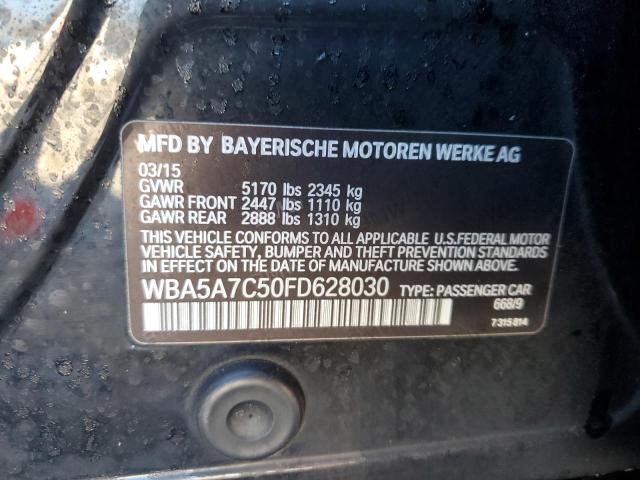 MFD BY BAYERISCHE MOTOREN WERKE AG
03/15
GVWR 5170 lbs 2345 kg
GAWR FRONT 2447 lbs 1110 kg
GAWR REAR 2888 lbs 1310 kg
THIS VEHICLE CONFORMS TO ALL APPLICABLE U.S.FEDERAL MOTOR
VEHICLE SAFETY, BUMPER AND THEFT PREVENTION STANDARDS
IN EFFECT ON THE DATE OF MANUFACTURE SHOWN ABOVE.
WBA5A7C50FD628030 TYPE: PASSENGER CAR
668/9
7315814